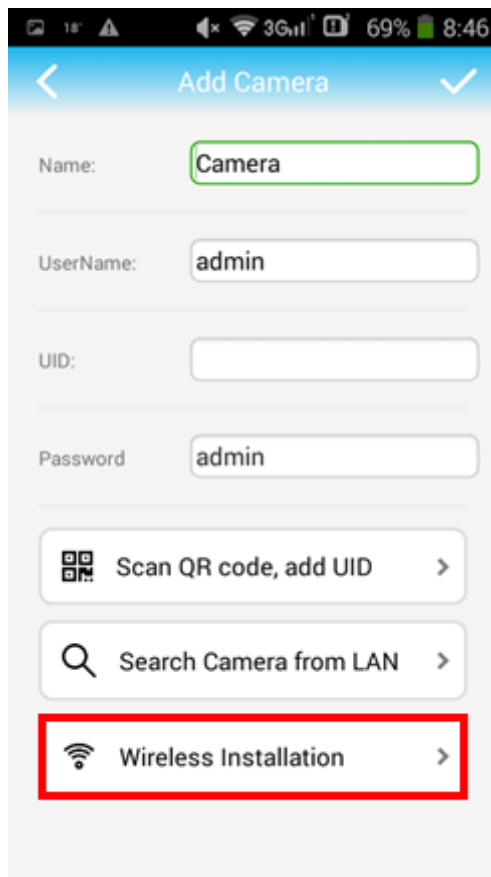 18° 3G 69% 8:46
Add Camera
Name: Camera
UserName: admin
UID:
Password admin
Scan QR code, add UID
Search Camera from LAN
Wireless Installation